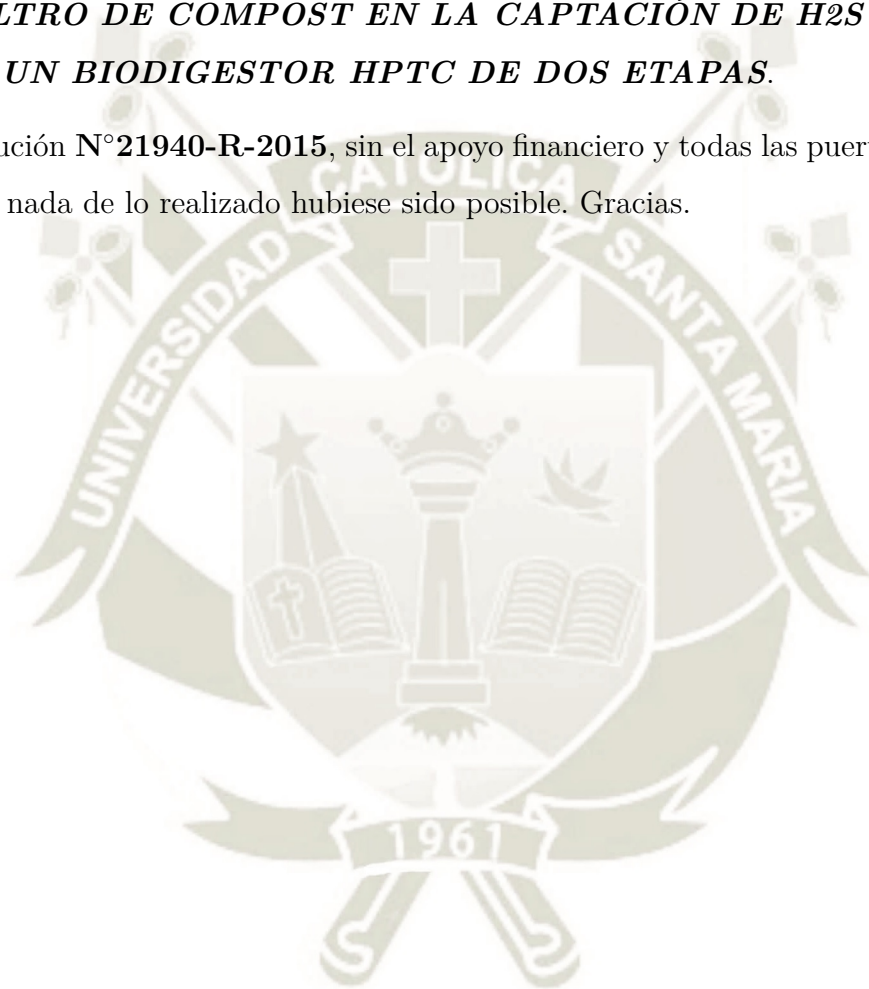 LTRO DE COMPOST EN LA CAPTACIÓN DE H2S
UN BIODIGESTOR HPTC DE DOS ETAPAS.
ución N°21940-R-2015, sin el apoyo financiero y todas las puer
nada de lo realizado hubiese sido posible. Gracias.
UNIVERSIDAD CATOLICA SANTA MARIA
1961